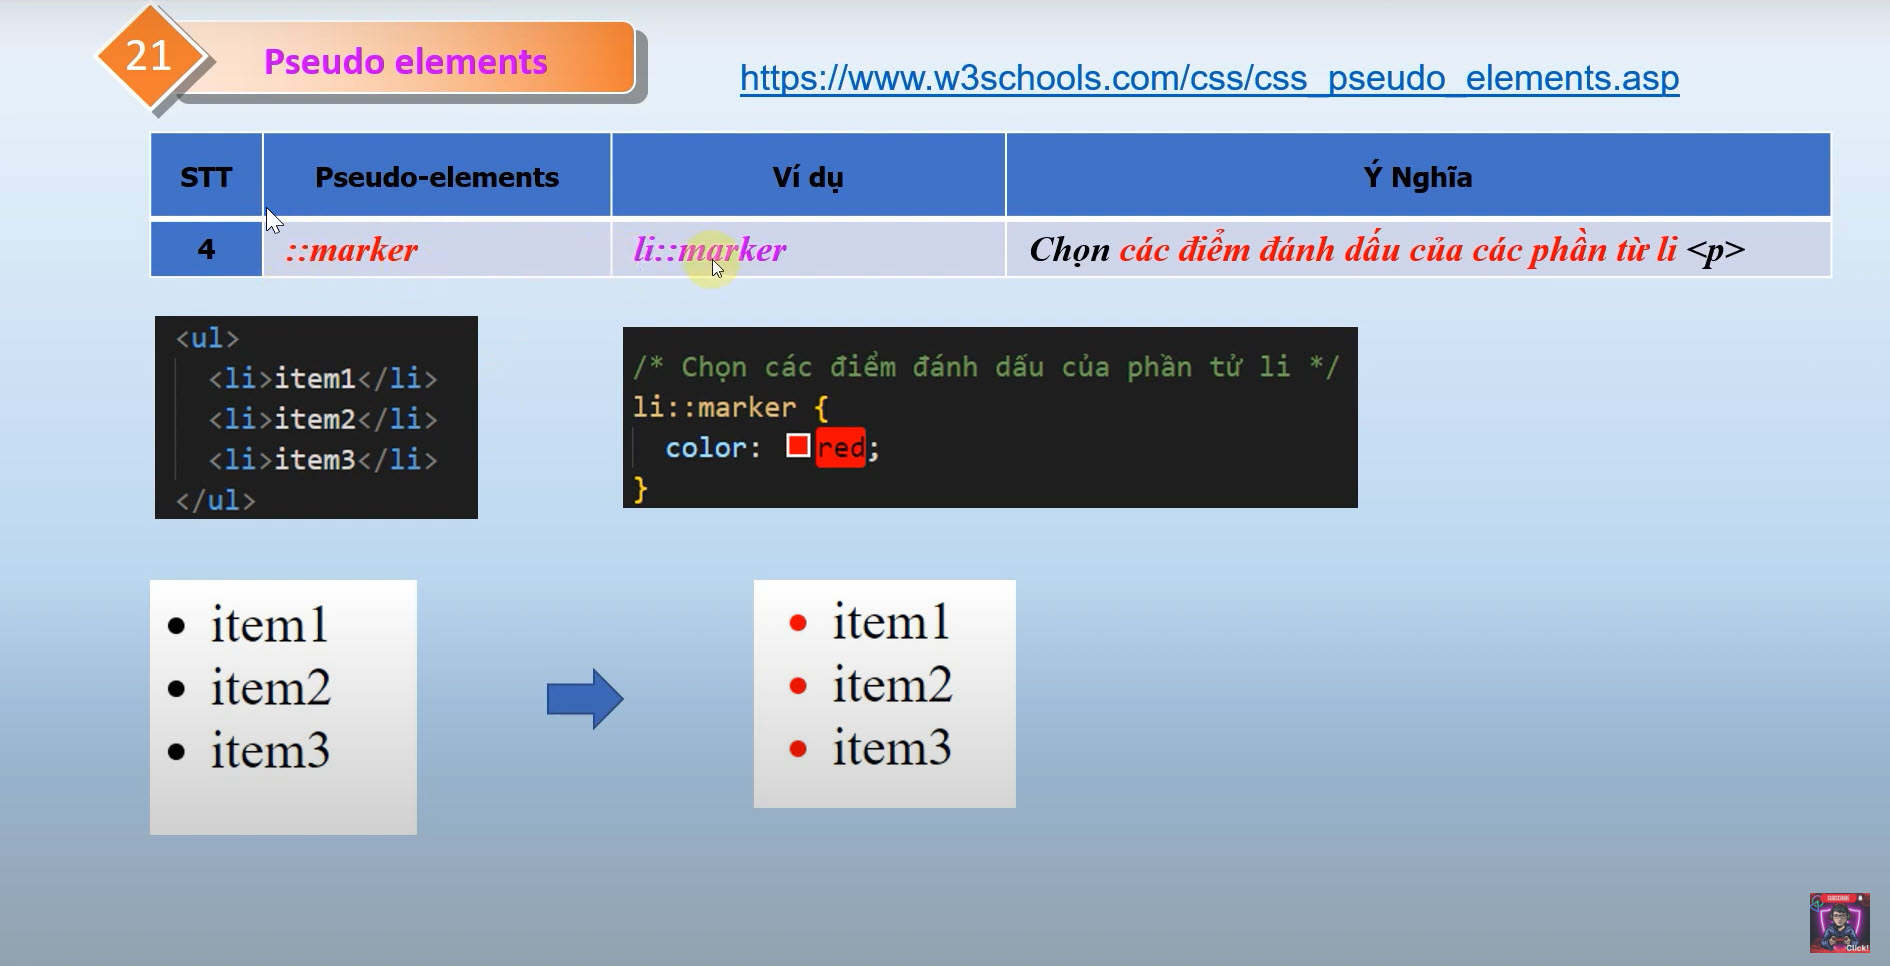 21
Pseudo elements
https://www.w3schools.com/css/css_pseudo_elements.asp
STT Pseudo-elements Ví dụ Ý Nghĩa
4 ::marker li::marker Chọn các điểm đánh dấu của các phần từ li <p>
<ul>
<li>item1</li>
<li>item2</li>
<li>item3</li>
</ul>
/* Chọn các điểm đánh dấu của phần tử li */
li::marker {
color: red;
}
• item1
• item2
• item3
• item1
• item2
• item3
SUBSCRIBE
Click!